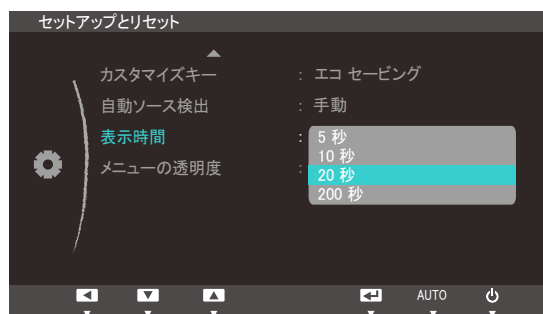 セットアップとリセット
カスタマイズキー : エコ セービング
自動ソース検出 : 手動
表示時間 : 5 秒
10 秒
メニューの透明度 : 20 秒
200 秒
AUTO